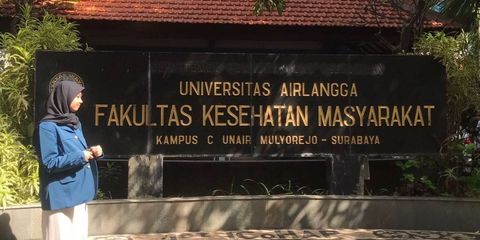 UNIVERSITAS AIRLANGGA
FAKULTAS KESEHATAN MASYARAKAT
KAMPUS C UNAIR MULYOREJO - SURABAYA